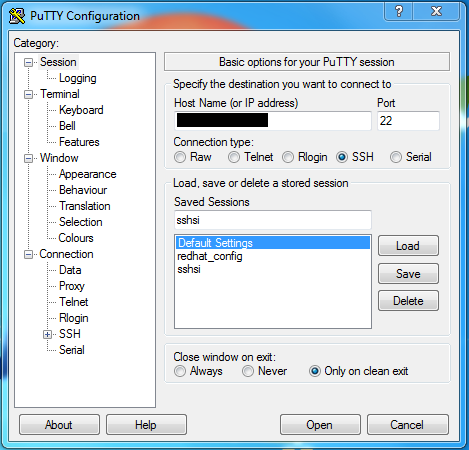 PuTTY Configuration
?
X
Category:
Session
Logging
Terminal
Keyboard
Bell
Features
Window
Appearance
Behaviour
Translation
Selection
Colours
Connection
Data
Proxy
Telnet
Rlogin
SSH
Serial
Basic options for your PuTTY session
Specify the destination you want to connect to
Host Name (or IP address) Port
22
Connection type:
Raw Telnet Rlogin SSH Serial
Load, save or delete a stored session
Saved Sessions
sshsi
Default Settings
redhat_config
sshsi
Load
Save
Delete
Close window on exit:
Always Never Only on clean exit
About Help Open Cancel